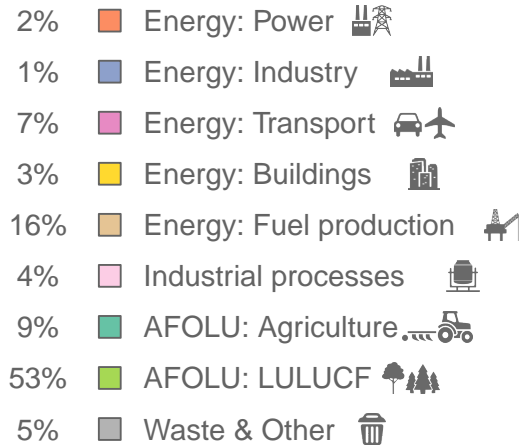 2% Energy: Power
1% Energy: Industry
7% Energy: Transport
3% Energy: Buildings
16% Energy: Fuel production
4% Industrial processes
9% AFOLU: Agriculture
53% AFOLU: LULUCF
5% Waste & Other